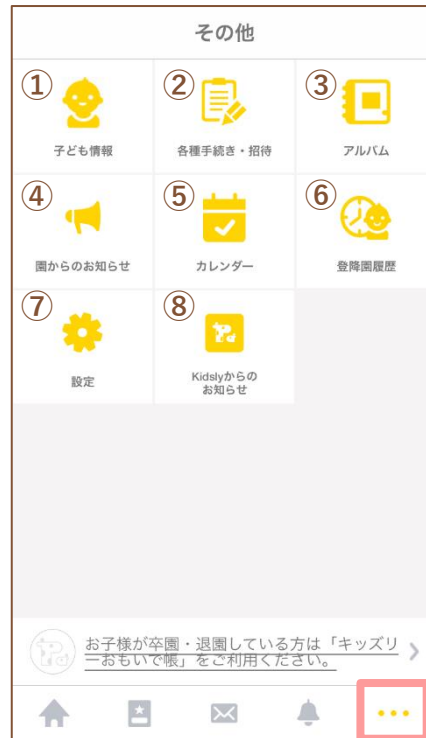 その他
①
②
③
子ども情報
各種手続き・招待
アルバム
④
⑤
⑥
園からのお知らせ
カレンダー
登降園履歴
⑦
⑧
設定
Kidslyからの
お知らせ
お子様が卒園・退園している方は「キッズリ
ーおもいで帳」をご利用ください。